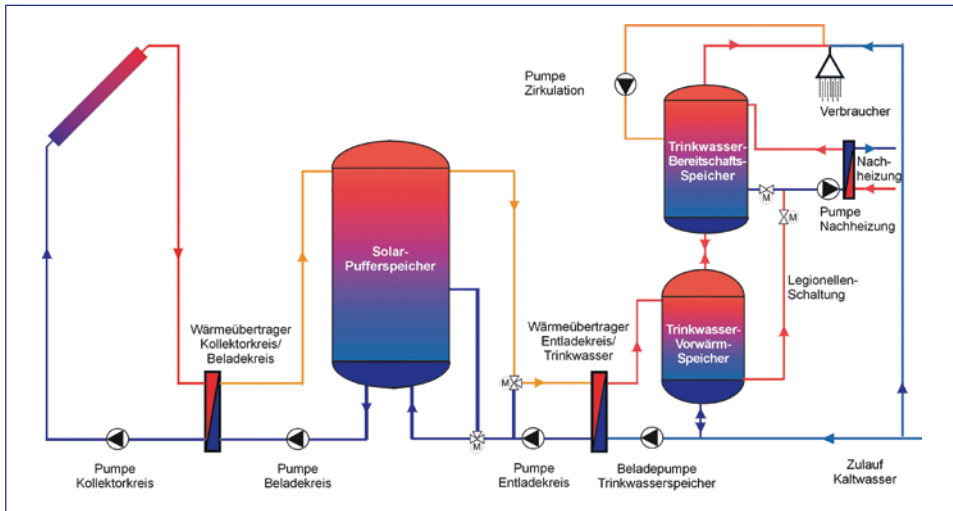 Pumpe
Zirkulation
Verbraucher
Trinkwasser-
Bereitschafts-
Speicher
Nach-
heizung
M
Pumpe
Nachheizung
M
Solar-
Pufferspeicher
Legionellen-
Schaltung
Wärmeübertrager
Kollektorkreis/
Beladekreis
Wärmeübertrager
Entladekreis/
Trinkwasser
Trinkwasser-
Vorwärm-
Speicher
M
M
Pumpe
Kollektorkreis
Pumpe
Beladekreis
Pumpe
Entladekreis
Beladepumpe
Trinkwasserspeicher
Zulauf
Kaltwasser